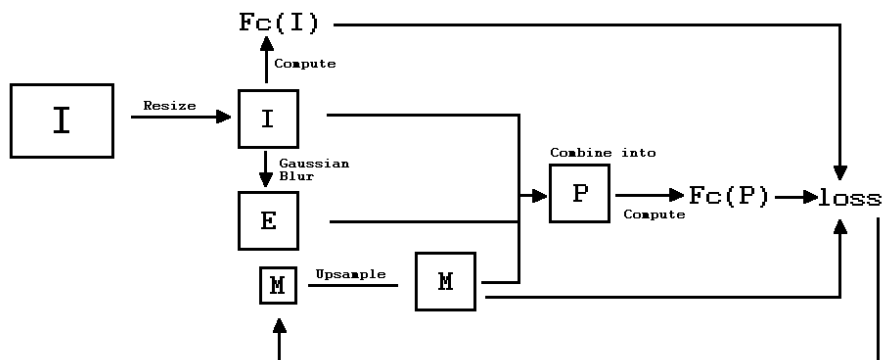 Fc(I)
Compute
I
Resize
I
Gaussian
Blur
Combine into
E
P
Compute
Fc(P)
loss
M
Upsample
M